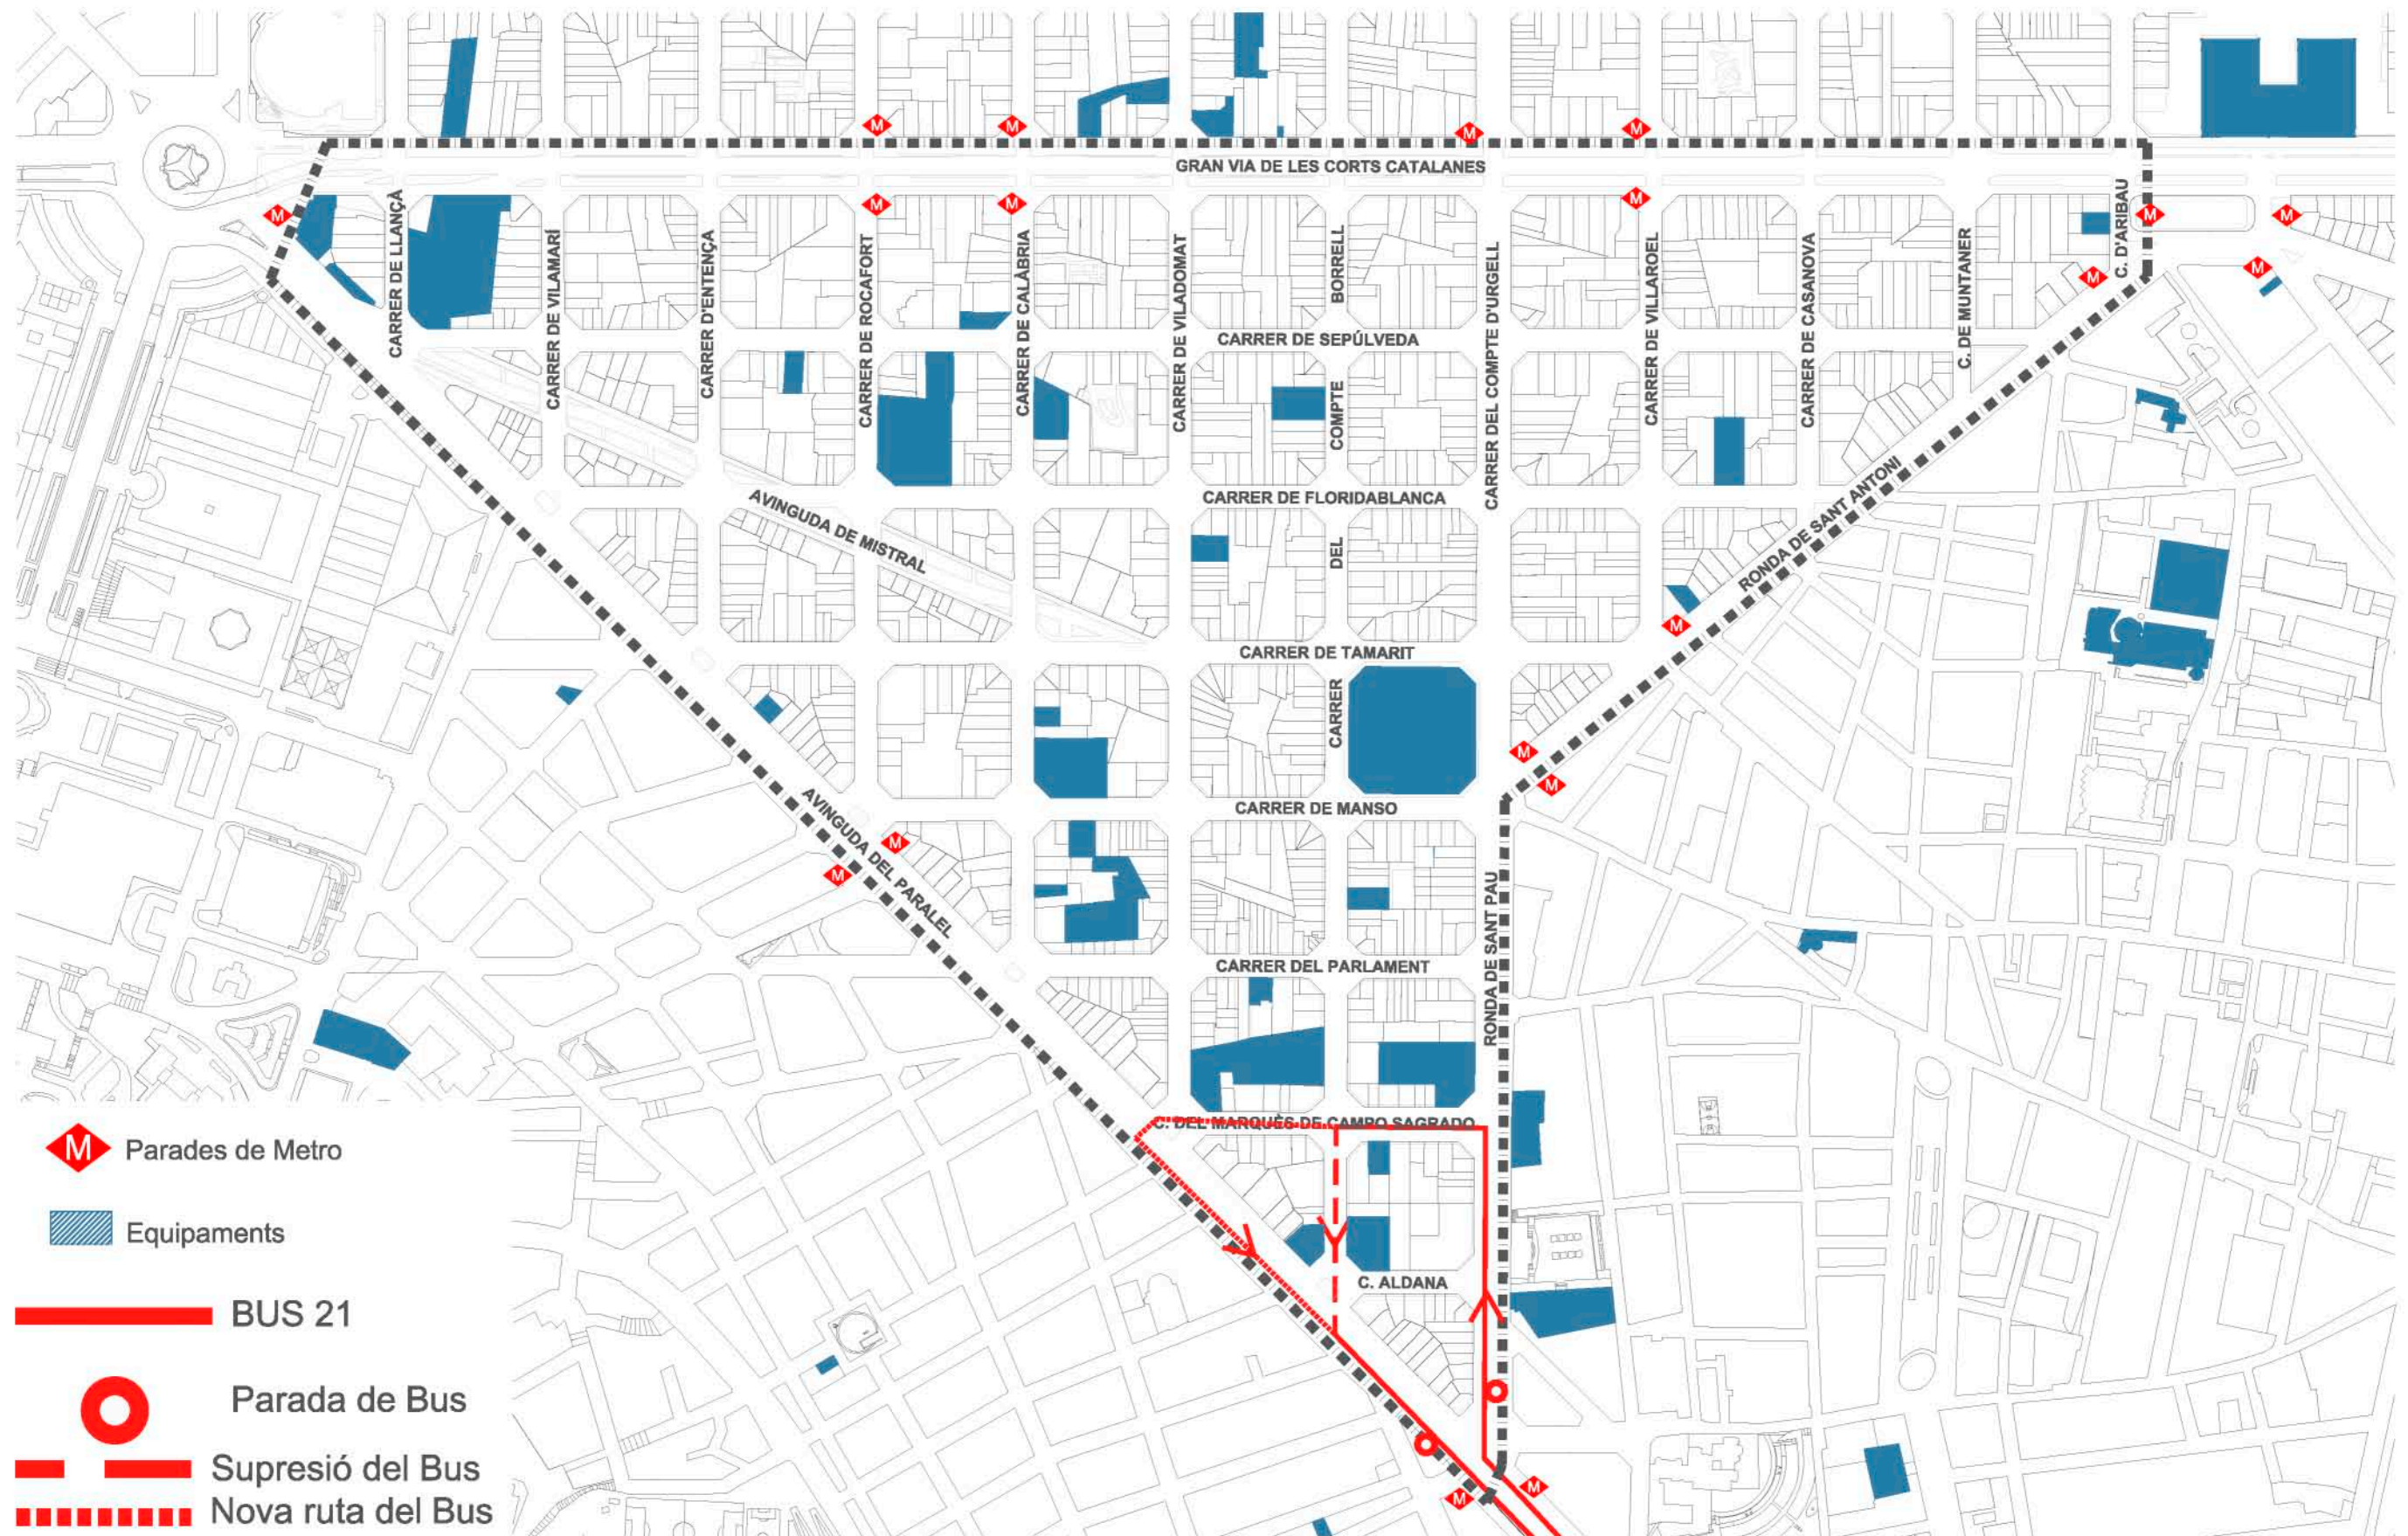 M
M
M
M
GRAN VIA DE LES CORTS CATALANES
M
M
M
M
M
M
M
M
M
CARRER DE LLANÇÀ
CARRER DE VILAMARÍ
CARRER D'ENTENÇA
CARRER DE ROCAFORT
CARRER DE CALÀBRIA
CARRER DE VILADOMAT
CARRER DEL COMPTE BORRELL
CARRER DEL COMPTE D'URGELL
CARRER DE VILLAROEL
CARRER DE CASANOVA
C. DE MUNTANER
C. D'ARIBAU
CARRER DE SEPÚLVEDA
CARRER DE FLORIDABLANCA
AVINGUDA DE MISTRAL
RONDA DE SANT ANTONI
M
CARRER DE TAMARIT
M
M
CARRER DE MANSO
AVINGUDA DEL PARALEL
M
M
RONDA DE SANT PAU
CARRER DEL PARLAMENT
C. DEL MARQUÈS DE CAMPO SAGRADO
C. ALDANA
M
M
M Parades de Metro
Equipaments
BUS 21
Parada de Bus
Supresió del Bus
Nova ruta del Bus